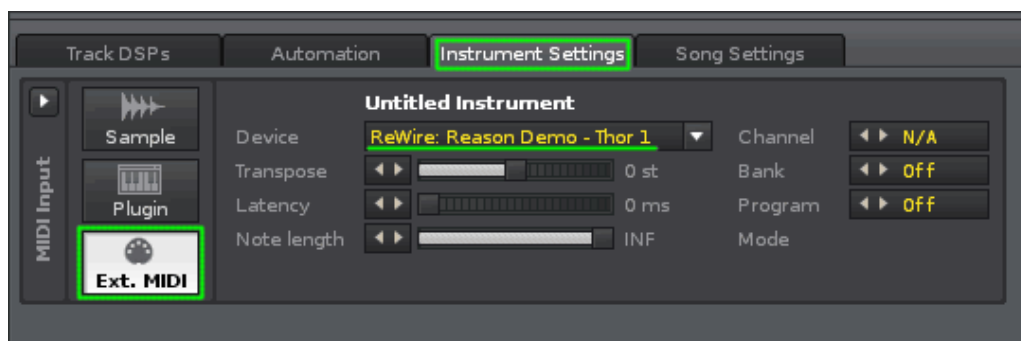 Track DSPs Automation Instrument Settings Song Settings
MIDI Input
Sample
Plugin
Ext. MIDI
Untitled Instrument
Device ReWire: Reason Demo - Thor 1 Channel N/A
Transpose 0 st Bank Off
Latency 0 ms Program Off
Note length INF Mode